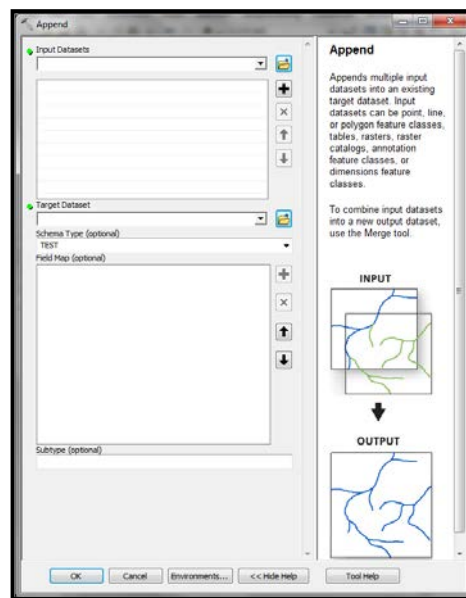 Append
Input Datasets
Target Dataset
Schema Type (optional)
TEST
Field Map (optional)
Subtype (optional)
OK
Cancel
Environments...
<< Hide Help
Tool Help
Append
Appends multiple input
datasets into an existing
target dataset. Input
datasets can be point, line,
or polygon feature classes,
tables, rasters, raster
catalogs, annotation
feature classes, or
dimensions feature
classes.
To combine input datasets
into a new output dataset,
use the Merge tool.
INPUT
OUTPUT